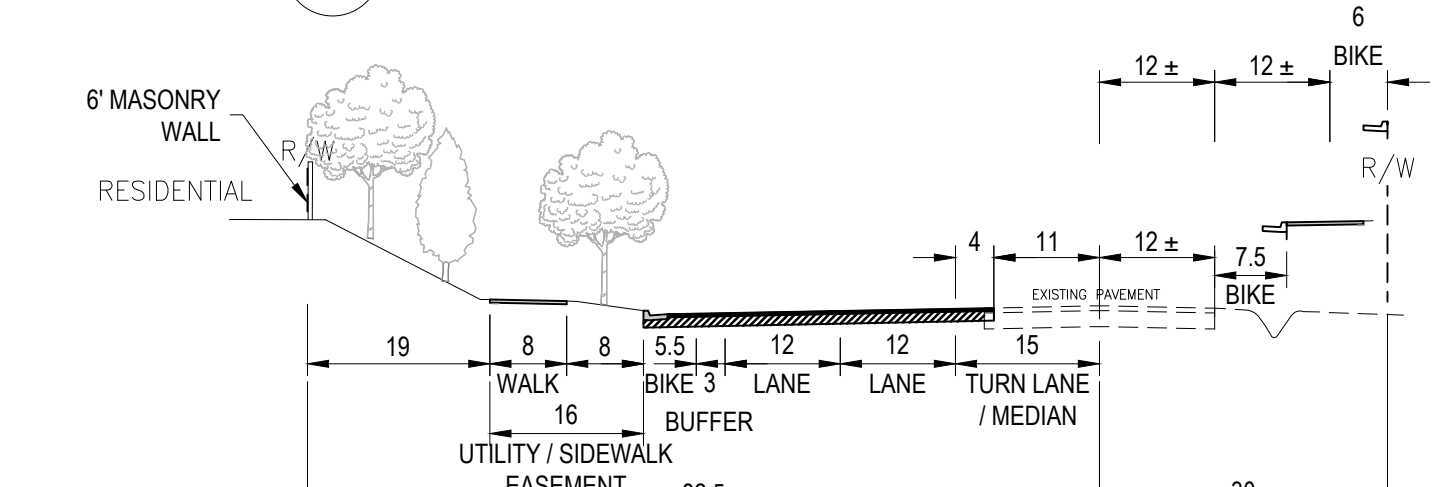 6
BIKE
12 ±
12 ±
6' MASONRY
WALL
R/W
R/W
RESIDENTIAL
4
11
12 ±
7.5
BIKE
EXISTING PAVEMENT
19
8
8
5.5
12
12
15
WALK
BIKE
3
LANE
LANE
TURN LANE
/ MEDIAN
16
BUFFER
UTILITY / SIDEWALK
EASEMENT